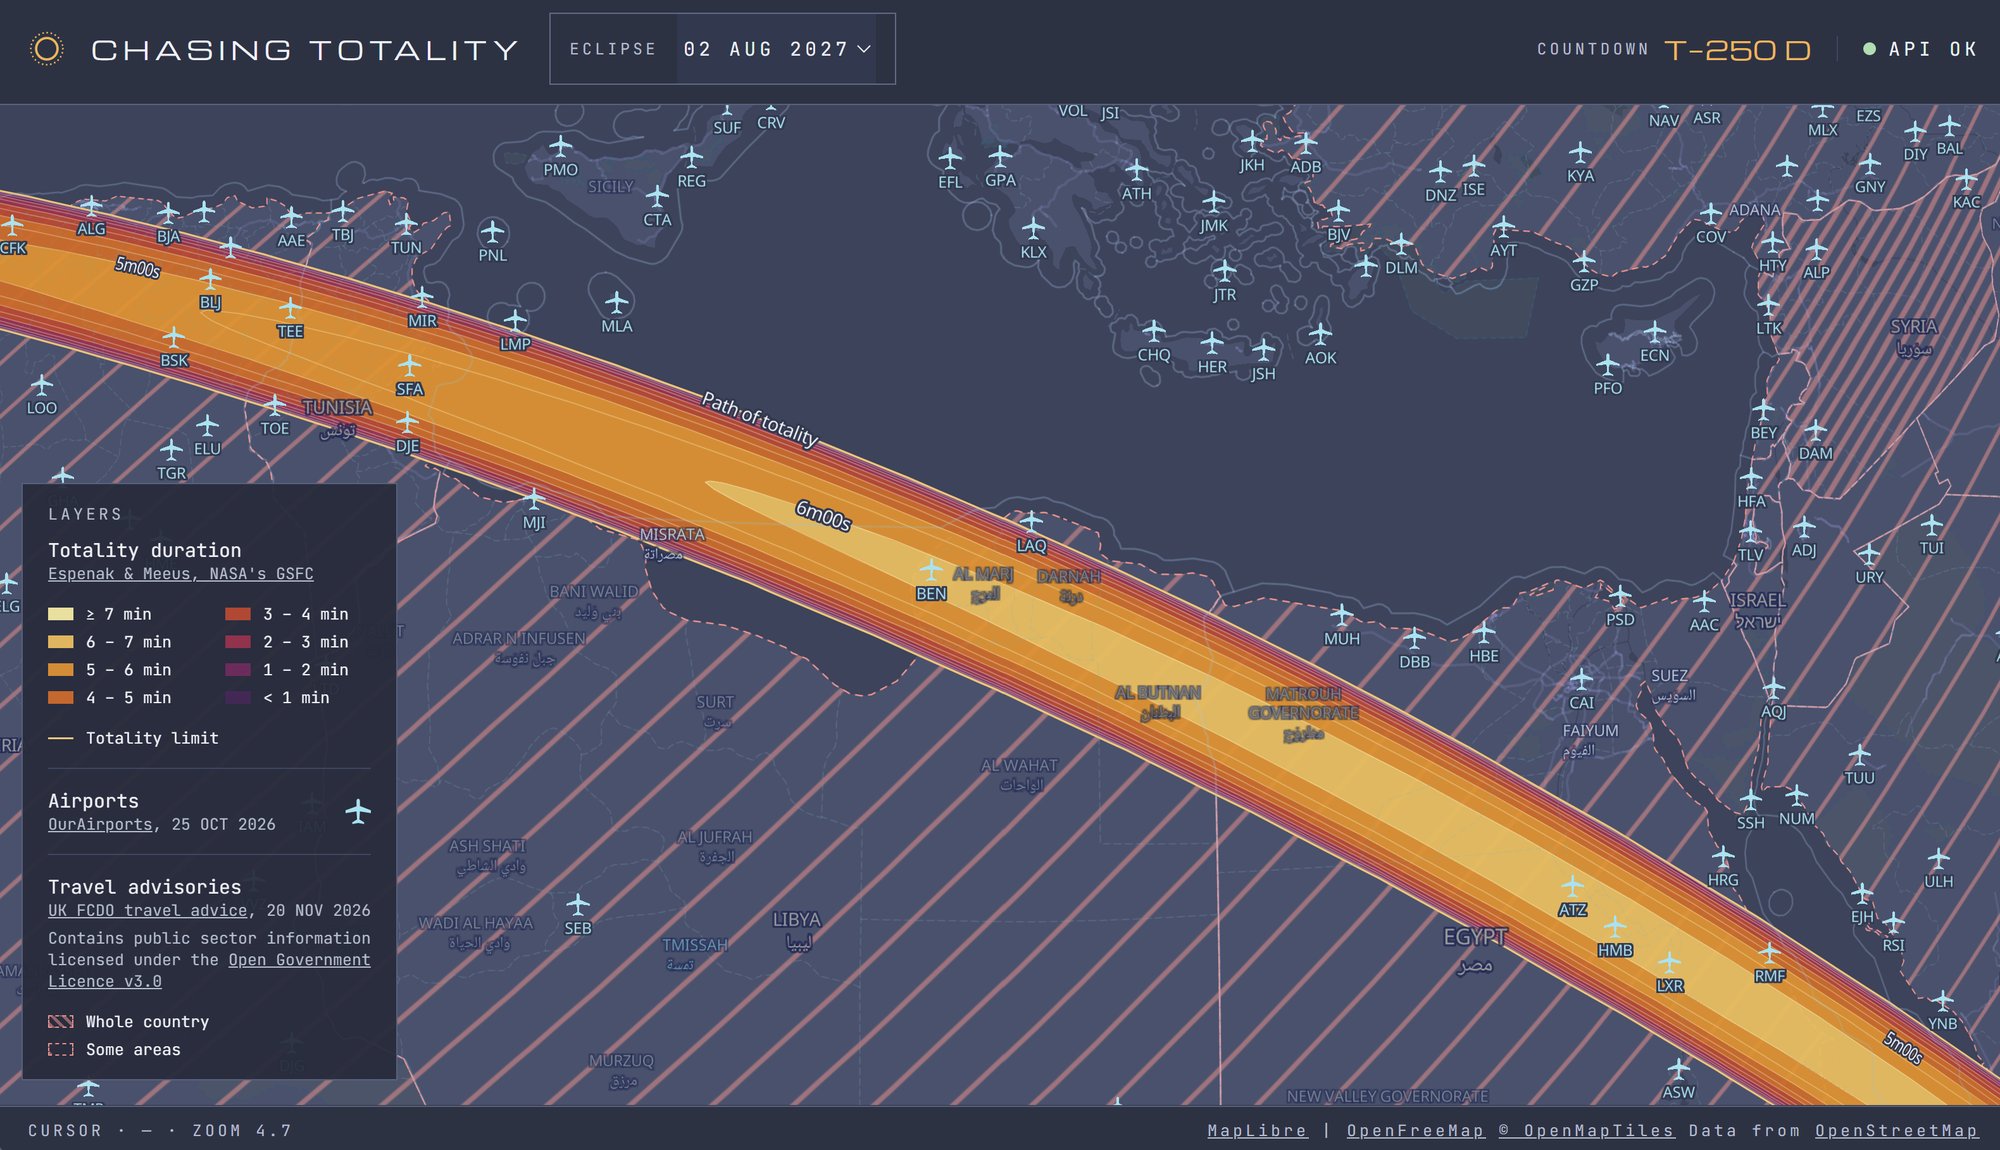 CHASING TOTALITY
ECLIPSE 02 AUG 2027
COUNTDOWN T-250 D
API OK
SUF
CRV
VOL
JSI
NAV
ASR
MLX
EZS
DIY
BAL
PMO
SICILY
REG
CTA
EFL
GPA
ATH
JKH
ADB
DNZ
ISE
KYA
GNY
KAC
ALG
BJA
AAE
TBJ
TUN
PNL
KLX
JMK
BJV
DLM
AYT
ADANA
COV
HTY
ALP
CFK
5m00s
BLJ
TEE
MIR
LMP
MLA
JTR
GZP
LTK
SYRIA
سوريا
BSK
SFA
CHQ
HER
JSH
AOK
ECN
PFO
LOO
TOE
TUNISIA
تونس
DJE
ELU
TGR
Path of totality
BEY
DAM
HFA
MJI
MISRATA
مصراتة
6m00s
LAQ
TLV
ADJ
URY
TUI
BEN
AL MARJ
المرج
DARNAH
درنة
BANI WALID
بني وليد
ADRAR N INFUSEN
جبل نفوسة
MUH
DBB
HBE
PSD
AAC
ISRAEL
ישראל
SURT
سرت
AL BUTNAN
البطنان
MATROUH
GOVERNORATE
مطروح
CAI
SUEZ
السويس
FAIYUM
الفيوم
AQJ
TUU
AL WAHAT
الواحات
SSH
NUM
ASH SHATI
وادي الشاطي
AL JUFRAH
الجفرة
HRG
ULH
WADI AL HAYAA
وادي الحياة
SEB
TMISSAH
تمسة
LIBYA
ليبيا
ATZ
HMB
LXR
RMF
EGYPT
مصر
EJH
RSI
YNB
5m00s
MURZUQ
مرزق
ASW
NEW VALLEY GOVERNORATE
LAYERS
Totality duration
Espenak & Meeus, NASA's GSFC
≥ 7 min
3 – 4 min
6 – 7 min
2 – 3 min
5 – 6 min
1 – 2 min
4 – 5 min
< 1 min
Totality limit
Airports
OurAirports, 25 OCT 2026
Travel advisories
UK FCDO travel advice, 20 NOV 2026
Contains public sector information
licensed under the Open Government
Licence v3.0
Whole country
Some areas
CURSOR · — · ZOOM 4.7
MapLibre | OpenFreeMap © OpenMapTiles Data from OpenStreetMap